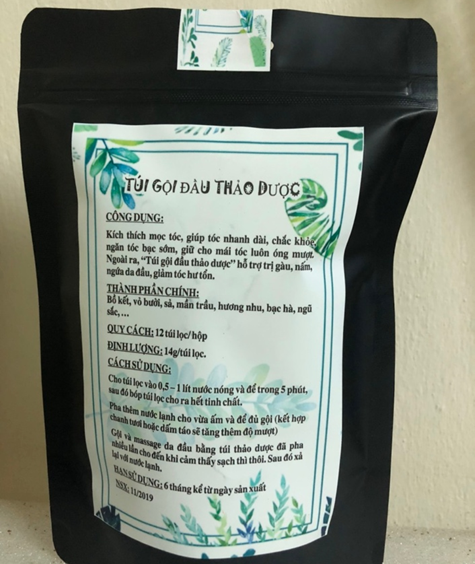 TÚI GỘI ĐẦU THẢO DƯỢC
CÔNG DỤNG:
Kích thích mọc tóc, giúp tóc nhanh dài, chắc khỏe,
ngăn tóc bạc sớm, giữ cho mái tóc luôn óng mượt.
Ngoài ra, “Túi gội đầu thảo dược” hỗ trợ trị gàu, nấm,
ngứa da đầu, giảm tóc hư tổn.
THÀNH PHẦN CHÍNH:
Bồ kết, vỏ bưởi, sả, mần trầu, hương nhu, bạc hà, ngũ
sắc,...
QUY CÁCH: 12 túi lọc/ hộp
ĐỊNH LƯỢNG: 14g/túi lọc.
CÁCH SỬ DỤNG:
Cho túi lọc vào 0,5 – 1 lít nước nóng và để trong 5 phút,
sau đó bóp túi lọc cho ra hết tinh chất.
Pha thêm nước lạnh cho vừa ấm và để đủ gội (kết hợp
chanh tươi hoặc dấm táo sẽ tăng thêm độ mượt)
Gội và massage da đầu bằng túi thảo dược đã pha
nhiều lần cho đến khi cảm thấy sạch thì thôi. Sau đó xả
lại với nước lạnh.
HẠN SỬ DỤNG: 6 tháng kể từ ngày sản xuất
NSX: 11/2019